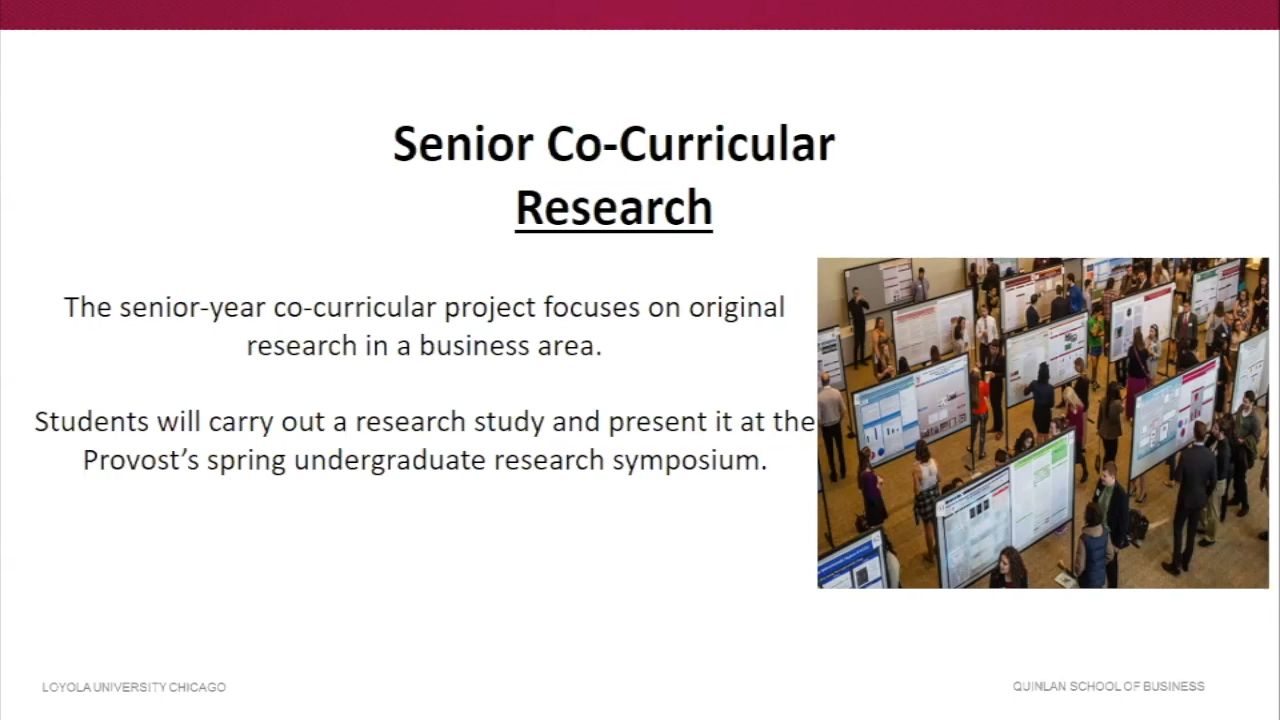 Senior Co-Curricular
Research
The senior-year co-curricular project focuses on original
research in a business area.
Students will carry out a research study and present it at the
Provost’s spring undergraduate research symposium.
LOYOLA UNIVERSITY CHICAGO
QUINLAN SCHOOL OF BUSINESS